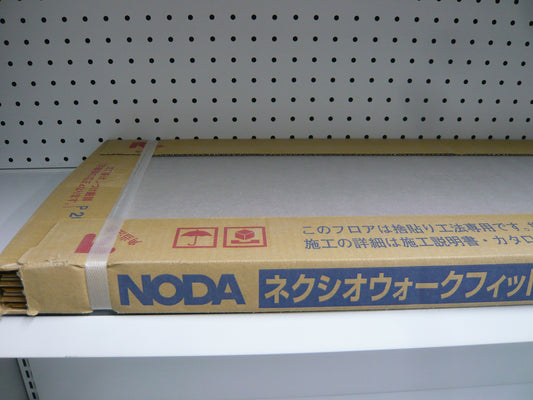 このフロアは捨貼り工法専用です。
施工の詳細は施工説明書・カタロ
NODA ネクシオウォークフィット